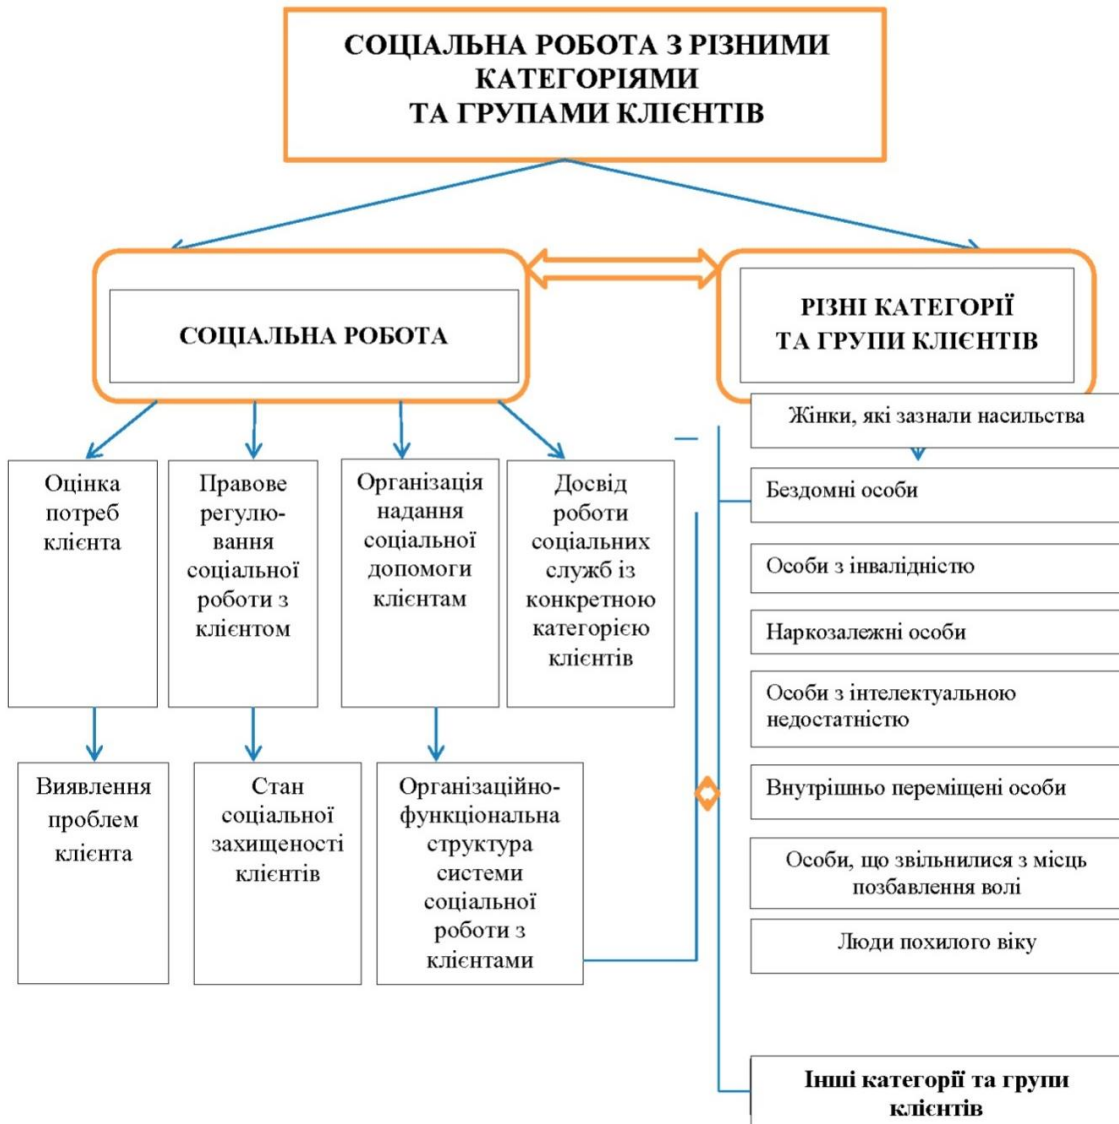 СОЦІАЛЬНА РОБОТА З РІЗНИМИ
КАТЕГОРІЯМИ
ТА ГРУПАМИ КЛІЄНТІВ
СОЦІАЛЬНА РОБОТА
РІЗНІ КАТЕГОРІЇ
ТА ГРУПИ КЛІЄНТІВ
Оцінка
потреб
клієнта
Правове
регулю-
вання
соціальної
роботи з
клієнтом
Організація
надання
соціальної
допомоги
клієнтам
Досвід
роботи
соціальних
служб із
конкретною
категорією
клієнтів
Виявлення
проблем
клієнта
Стан
соціальної
захищеності
клієнтів
Організаційно-
функціональна
структура
системи
соціальної
роботи з
клієнтами
Жінки, які зазнали насильства
Бездомні особи
Особи з інвалідністю
Наркозалежні особи
Особи з інтелектуальною
недостатністю
Внутрішньо переміщені особи
Особи, що звільнилися з місць
позбавлення волі
Люди похилого віку
Інші категорії та групи
клієнтів